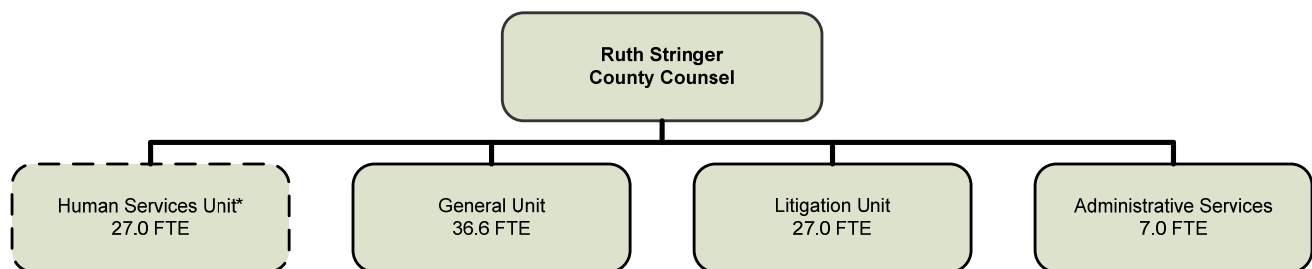 Ruth Stringer
County Counsel
Human Services Unit*
27.0 FTE
General Unit
36.6 FTE
Litigation Unit
27.0 FTE
Administrative Services
7.0 FTE